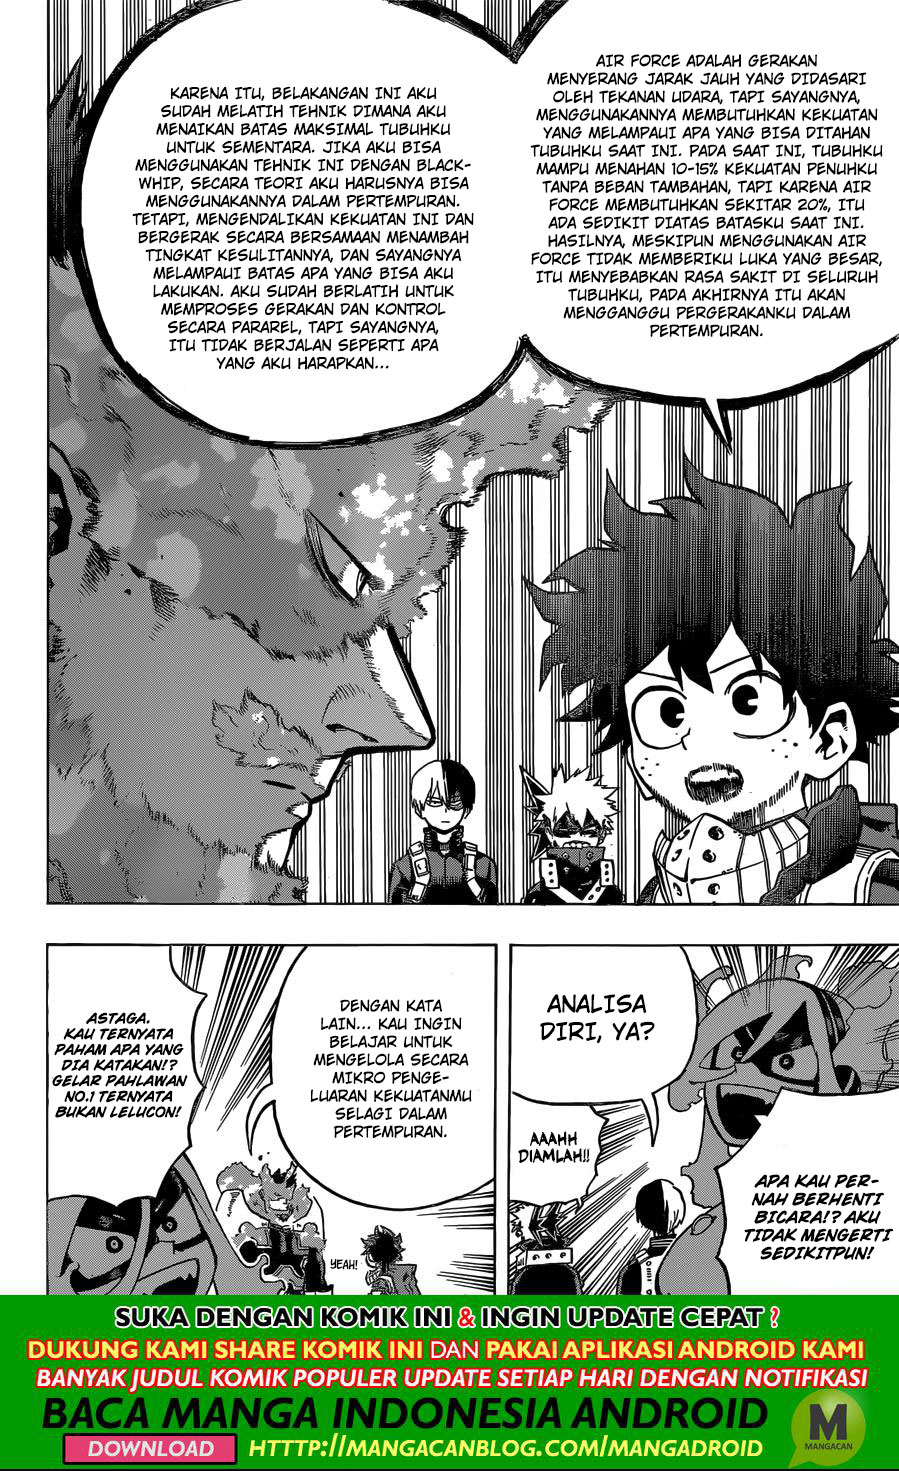 AIR FORCE ADALAH GERAKAN
MENYERANG JARAK JAUH YANG DIDASARI
OLEH TEKANAN UDARA, TAPI SAYANGNYA,
MENGGUNAKANNYA MEMBUTUHKAN KEKUATAN
YANG MELAMPAUI APA YANG BISA DITAHAN
TUBUHKU SAAT INI. PADA SAAT INI, TUBUHKU
MAMPU MENAHAN 10-15% KEKUATAN PENUHKU
TANPA BEBAN TAMBAHAN, TAPI KARENA AIR
FORCE MEMBUTUHKAN SEKITAR 20%, ITU
ADA SEDIKIT DIATAS BATASKU SAAT INI.
HASILNYA, MESKIPUN MENGGUNAKAN AIR
FORCE TIDAK MEMBERIKU LUKA YANG BESAR,
ITU MENYEBABKAN RASA SAKIT DI SELURUH
TUBUHKU, PADA AKHIRNYA ITU AKAN
MENGGANGGU PERGERAKANKU DALAM
PERTEMPURAN.
KARENA ITU, BELAKANGAN INI AKU
SUDAH MELATIH TEHNIK DIMANA AKU
MENAIKAN BATAS MAKSIMAL TUBUHKU
UNTUK SEMENTARA. JIKA AKU BISA
MENGGUNAKAN TEHNIK INI DENGAN BLACK-
WHIP, SECARA TEORI AKU HARUSNYA BISA
MENGGUNAKANNYA DALAM PERTEMPURAN.
TETAPI, MENGENDALIKAN KEKUATAN INI DAN
BERGERAK SECARA BERSAMAAN MENAMBAH
TINGKAT KESULITANNYA, DAN SAYANGNYA
MELAMPAUI BATAS APA YANG BISA AKU
LAKUKAN. AKU SUDAH BERLATIH UNTUK
MEMPROSES GERAKAN DAN KONTROL
SECARA PARAREL, TAPI SAYANGNYA,
ITU TIDAK BERJALAN SEPERTI APA
YANG AKU HARAPKAN...
ANALISA
DIRI, YA?
APA KAU PER-
NAH BERHENTI
BICARA!? AKU
TIDAK MENGERTI
SEDIKITPUN!
AAAHH
DIAMLAH!!
DENGAN KATA
LAIN... KAU INGIN
BELAJAR UNTUK
MENGELOLA SECARA
MIKRO PENGE-
LUARAN KEKUATANMU
SELAGI DALAM
PERTEMPURAN.
YEAH!
ASTAGA.
KAU TERNYATA
PAHAM APA YANG
DIA KATAKAN!?
GELAR PAHLAWAN
NO.1 TERNYATA
BUKAN LELUCON!
SUKA DENGAN KOMIK INI & INGIN UPDATE CEPAT ?
DUKUNG KAMI SHARE KOMIK INI DAN PAKAI APLIKASI ANDROID KAMI
BANYAK JUDUL KOMIK POPULER UPDATE SETIAP HARI DENGAN NOTIFIKASI
BACA MANGA INDONESIA ANDROID
DOWNLOAD HTTTP://MANGACANBLOG.COM/MANGADROID
M
MANGACAN